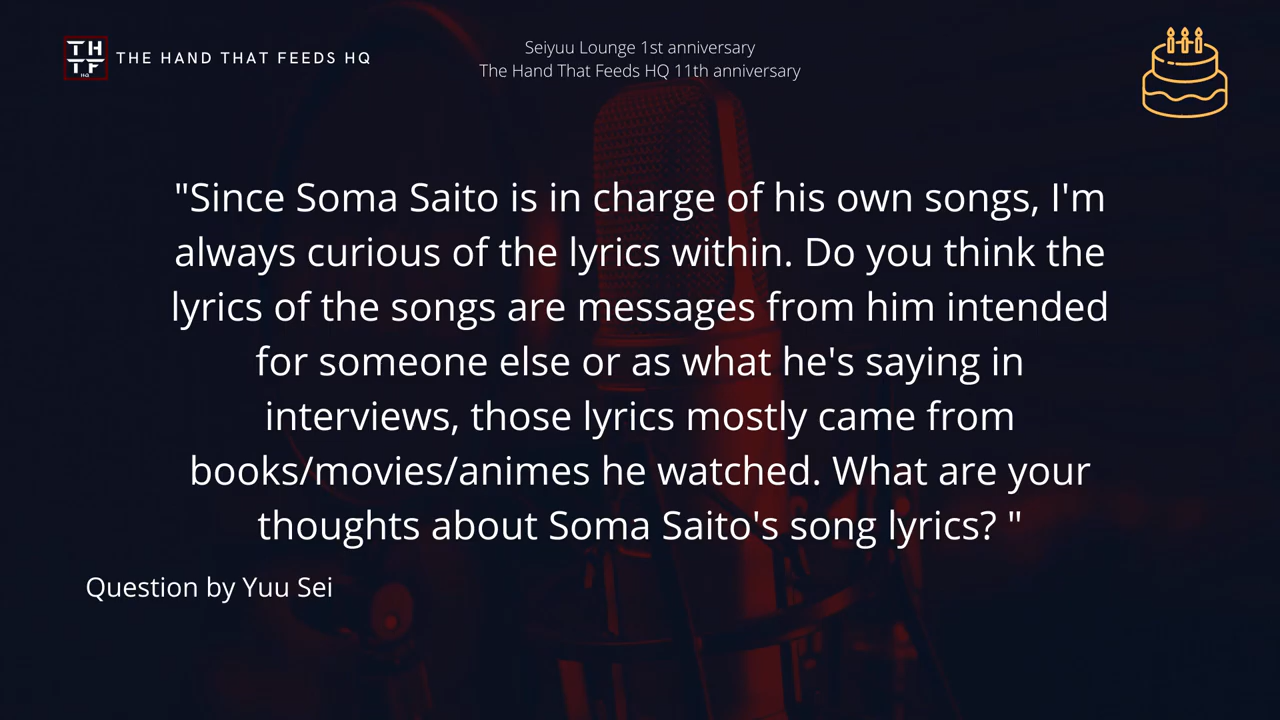 TH
TF
HQ
THE HAND THAT FEEDS HQ
Seiyuu Lounge 1st anniversary
The Hand That Feeds HQ 11th anniversary
"Since Soma Saito is in charge of his own songs, I'm
always curious of the lyrics within. Do you think the
lyrics of the songs are messages from him intended
for someone else or as what he's saying in
interviews, those lyrics mostly came from
books/movies/animes he watched. What are your
thoughts about Soma Saito's song lyrics? "
Question by Yuu Sei